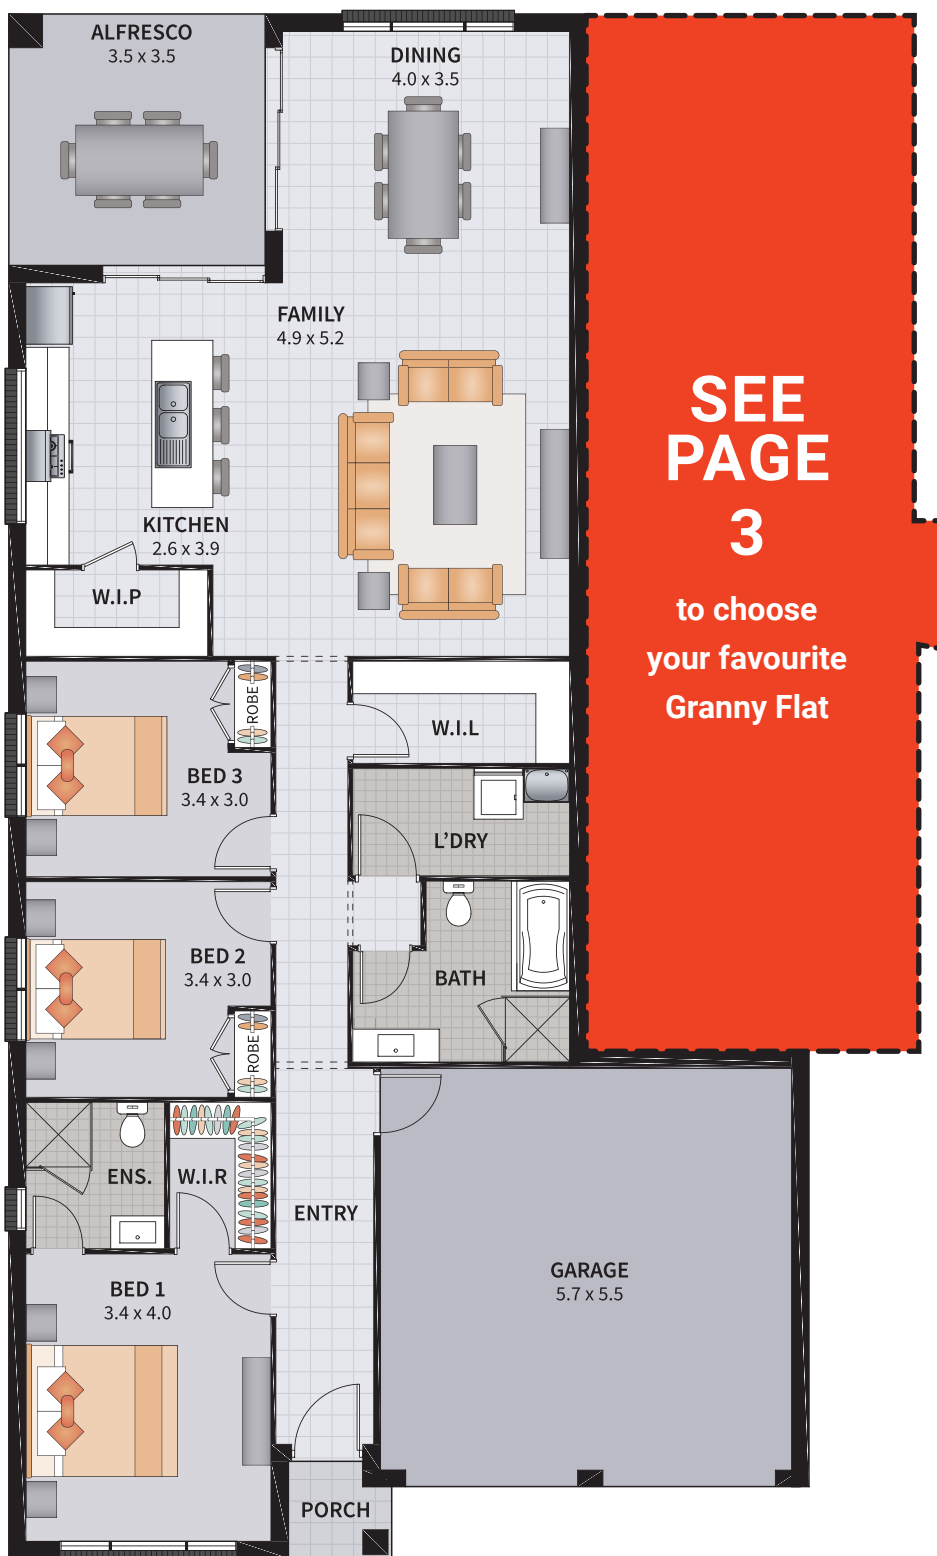 ALFRESCO
3.5 x 3.5
DINING
4.0 x 3.5
FAMILY
4.9 x 5.2
SEE
PAGE
3
to choose
your favourite
Granny Flat
KITCHEN
2.6 x 3.9
W.I.P
ROBE
W.I.L
BED 3
3.4 x 3.0
L’DRY
BED 2
3.4 x 3.0
BATH
ROBE
ENS.
W.I.R
ENTRY
BED 1
3.4 x 4.0
GARAGE
5.7 x 5.5
PORCH